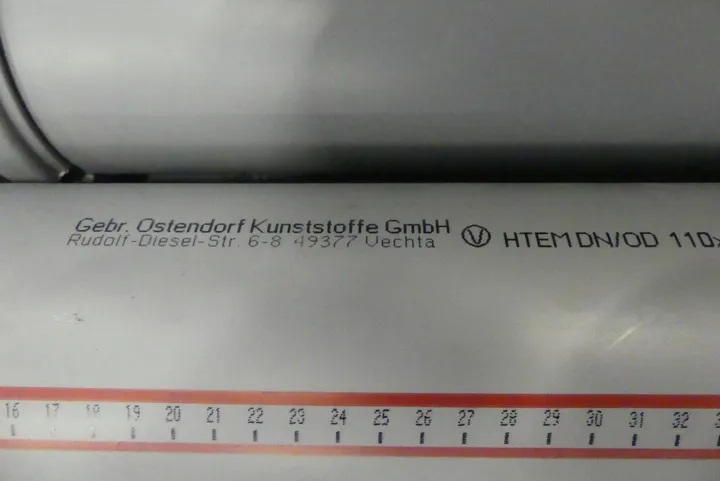 Gebr. Ostendorf Kunststoffe GmbH
Rudolf-Diesel-Str. 6-8 49377 Vechta
V HTEM DN/OD 110x
16 17 18 19 20 21 22 23 24 25 26 27 28 29 30 31 32